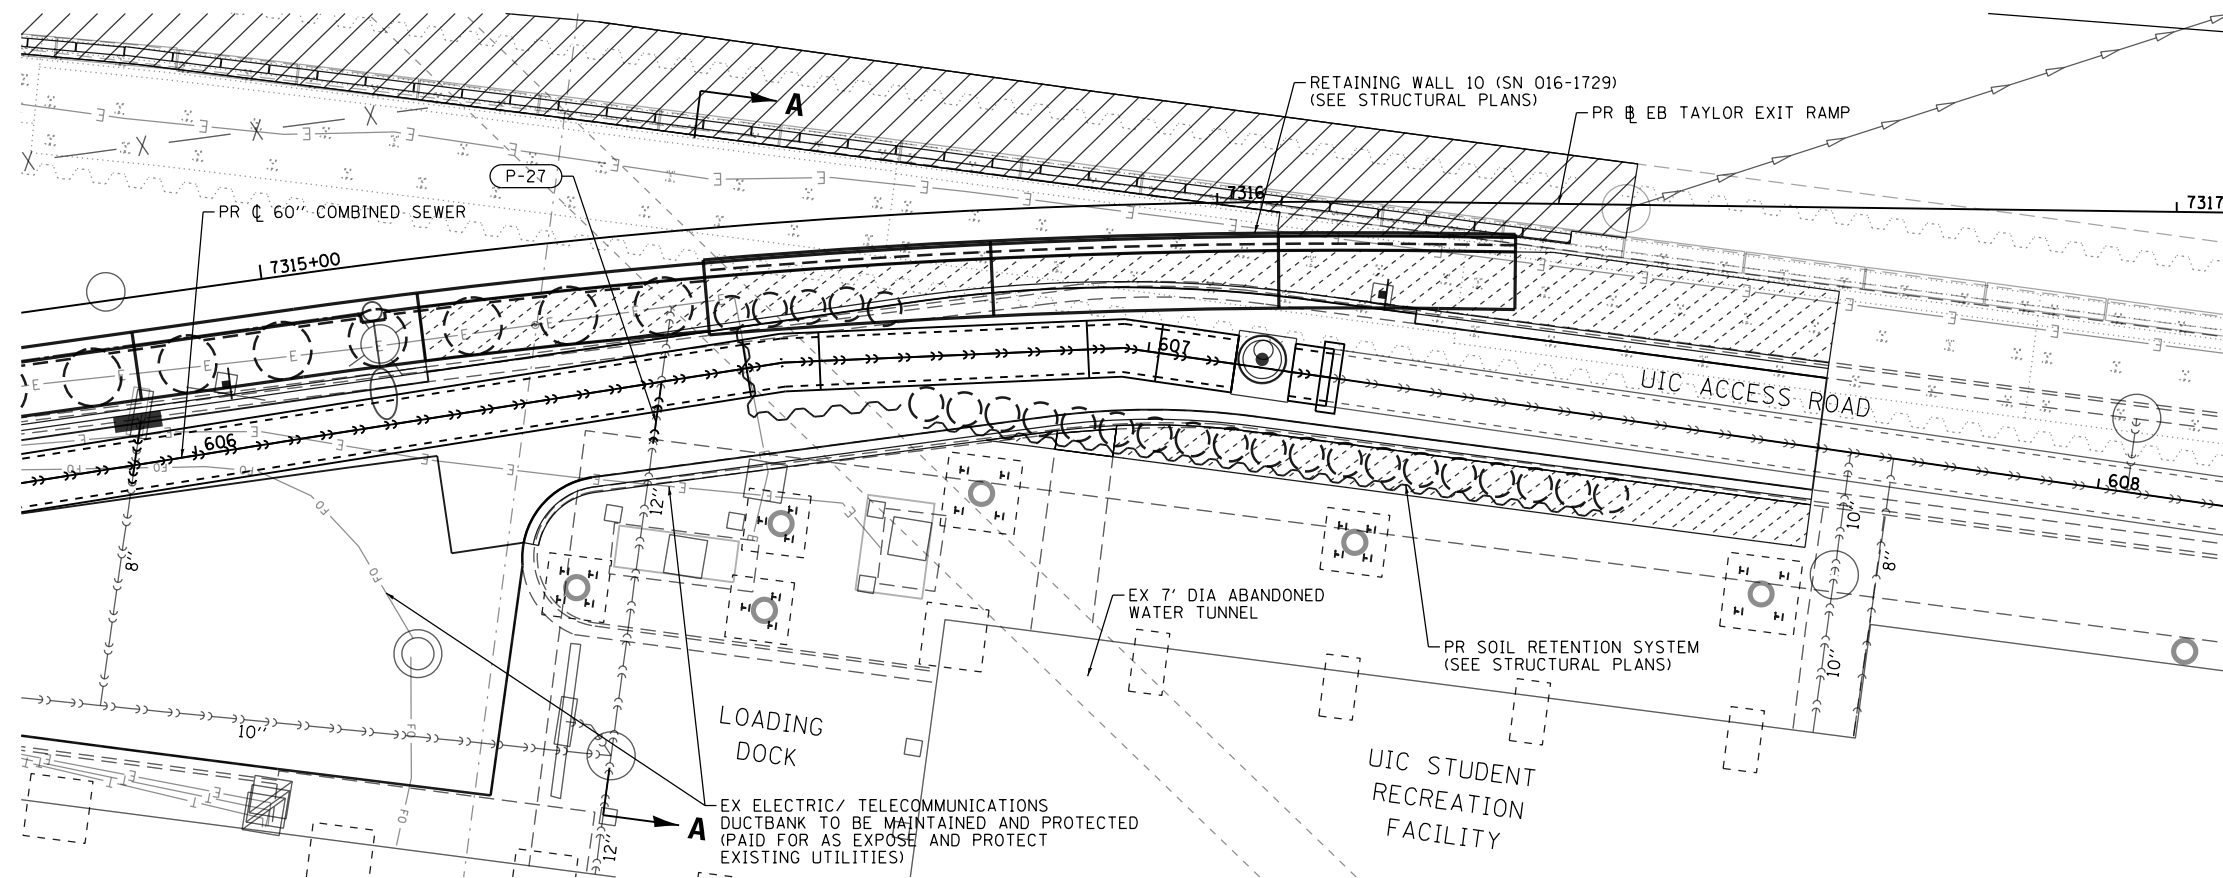 RETAINING WALL 10 (SN 016-1729)
(SEE STRUCTURAL PLANS)
PR ⅊ EB TAYLOR EXIT RAMP
A
P-27
7316
7317
PR ℄ 60" COMBINED SEWER
7315+00
607
UIC ACCESS ROAD
606
608
12"
10"
8"
8"
EX 7' DIA ABANDONED
WATER TUNNEL
PR SOIL RETENTION SYSTEM
(SEE STRUCTURAL PLANS)
10"
LOADING
DOCK
10"
UIC STUDENT
RECREATION
FACILITY
EX ELECTRIC/ TELECOMMUNICATIONS
DUCTBANK TO BE MAINTAINED AND PROTECTED
(PAID FOR AS EXPOSE AND PROTECT
EXISTING UTILITIES)
A
12"